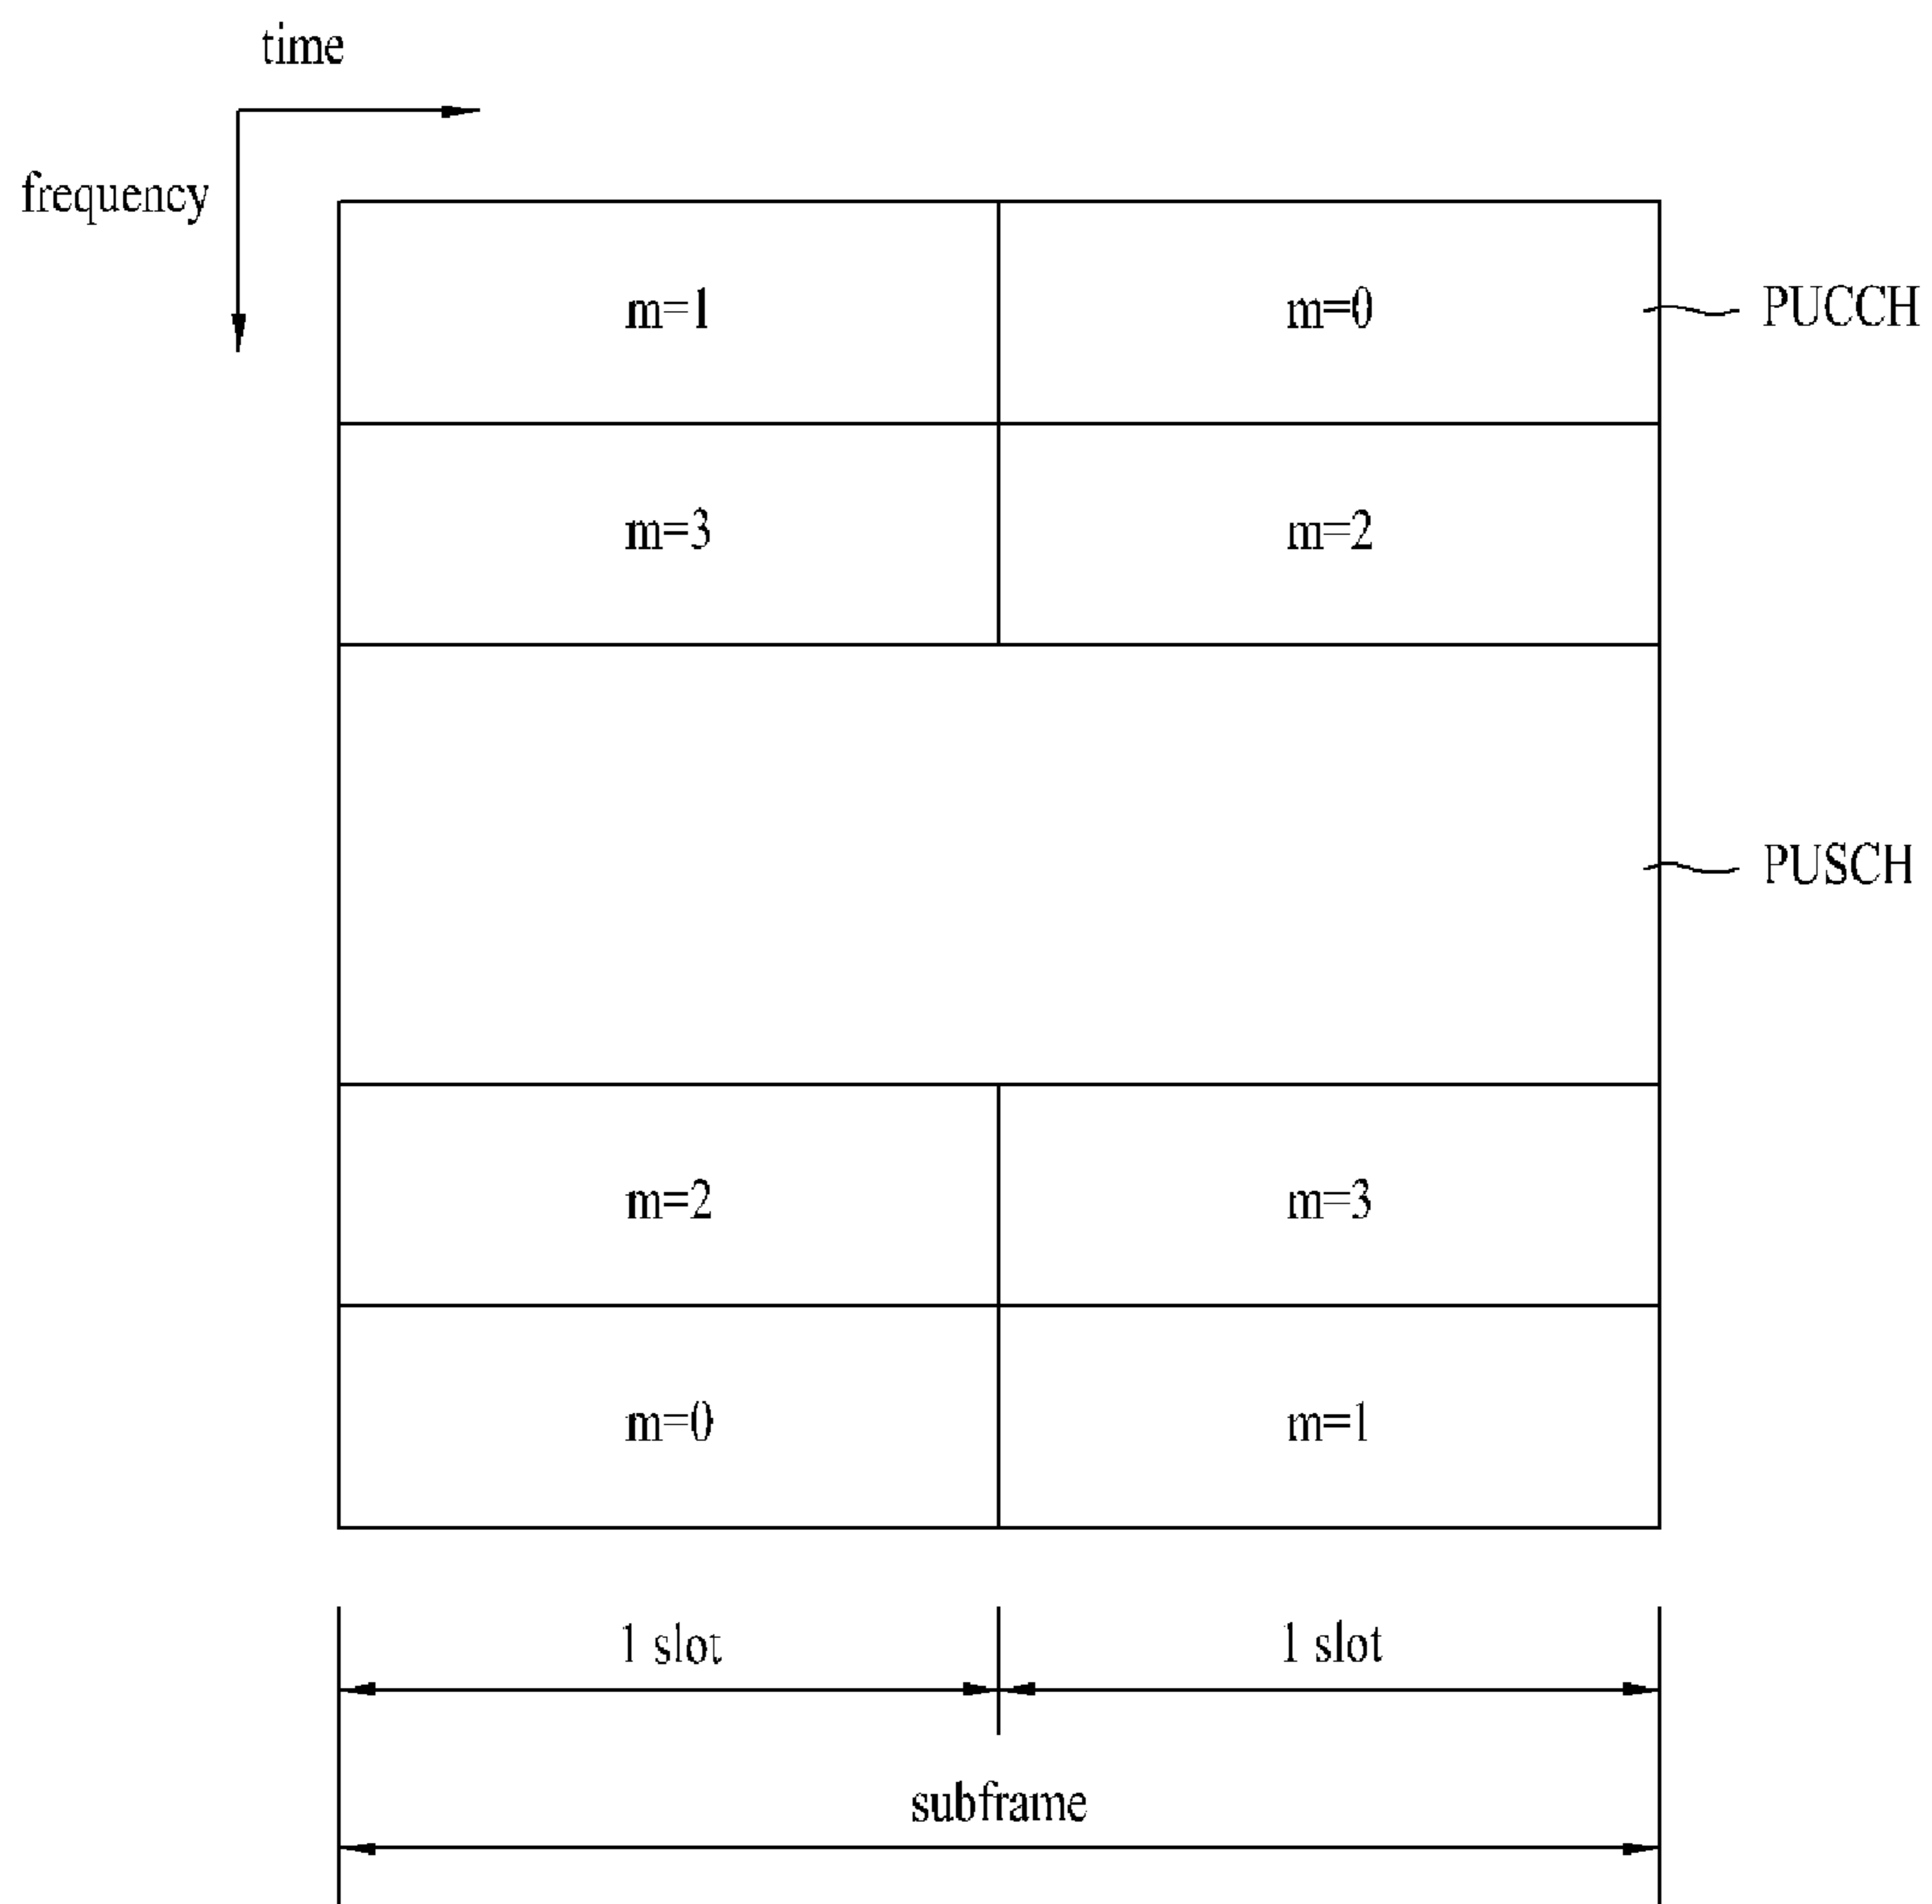 time
frequency
m=1 m=0 PUCCH
m=3 m=2
PUSCH
m=2 m=3
m=0 m=1
1 slot 1 slot
subframe